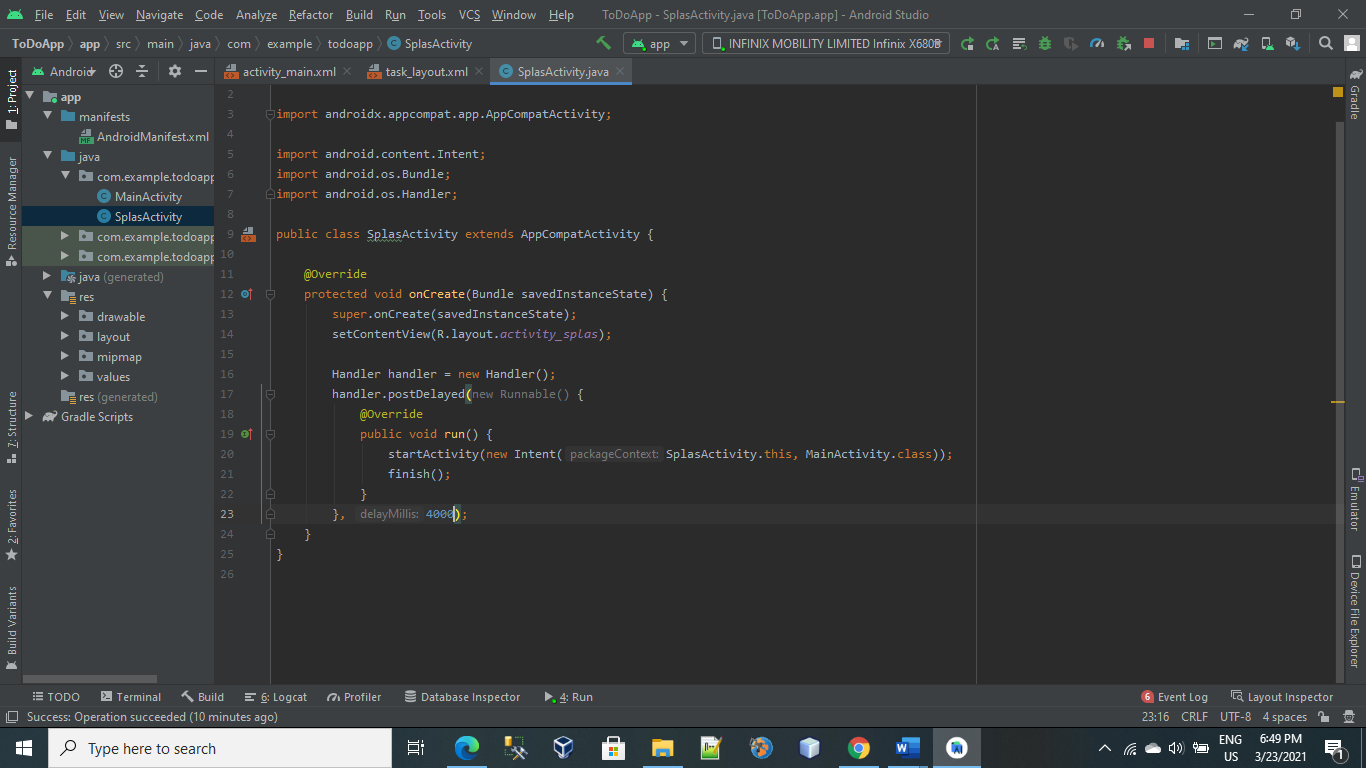 File Edit View Navigate Code Analyze Refactor Build Run Tools VCS Window Help ToDoApp - SplasActivity.java [ToDoApp.app] - Android Studio
ToDoApp app src main java com example todoapp SplasActivity app INFINIX MOBILITY LIMITED Infinix X680B
Android activity_main.xml task_layout.xml SplasActivity.java
1: Project
Resource Manager
7: Structure
2: Favorites
Build Variants
app
manifests
AndroidManifest.xml
java
com.example.todoapp
MainActivity
SplasActivity
com.example.todoapp
com.example.todoapp
java (generated)
res
drawable
layout
mipmap
values
res (generated)
Gradle Scripts
2
3 import androidx.appcompat.app.AppCompatActivity;
4
5 import android.content.Intent;
6 import android.os.Bundle;
7 import android.os.Handler;
8
9 public class SplasActivity extends AppCompatActivity {
10
11 @Override
12 protected void onCreate(Bundle savedInstanceState) {
13 super.onCreate(savedInstanceState);
14 setContentView(R.layout.activity_splas);
15
16 Handler handler = new Handler();
17 handler.postDelayed(new Runnable() {
18 @Override
19 public void run() {
20 startActivity(new Intent( packageContext: SplasActivity.this, MainActivity.class));
21 finish();
22 }
23 }, delayMillis: 4000);
24 }
25 }
26
Gradle
Emulator
Device File Explorer
TODO Terminal Build 6: Logcat Profiler Database Inspector 4: Run 6 Event Log Layout Inspector
Success: Operation succeeded (10 minutes ago) 23:16 CRLF UTF-8 4 spaces
Type here to search
ENG
US
6:49 PM
3/23/2021
1